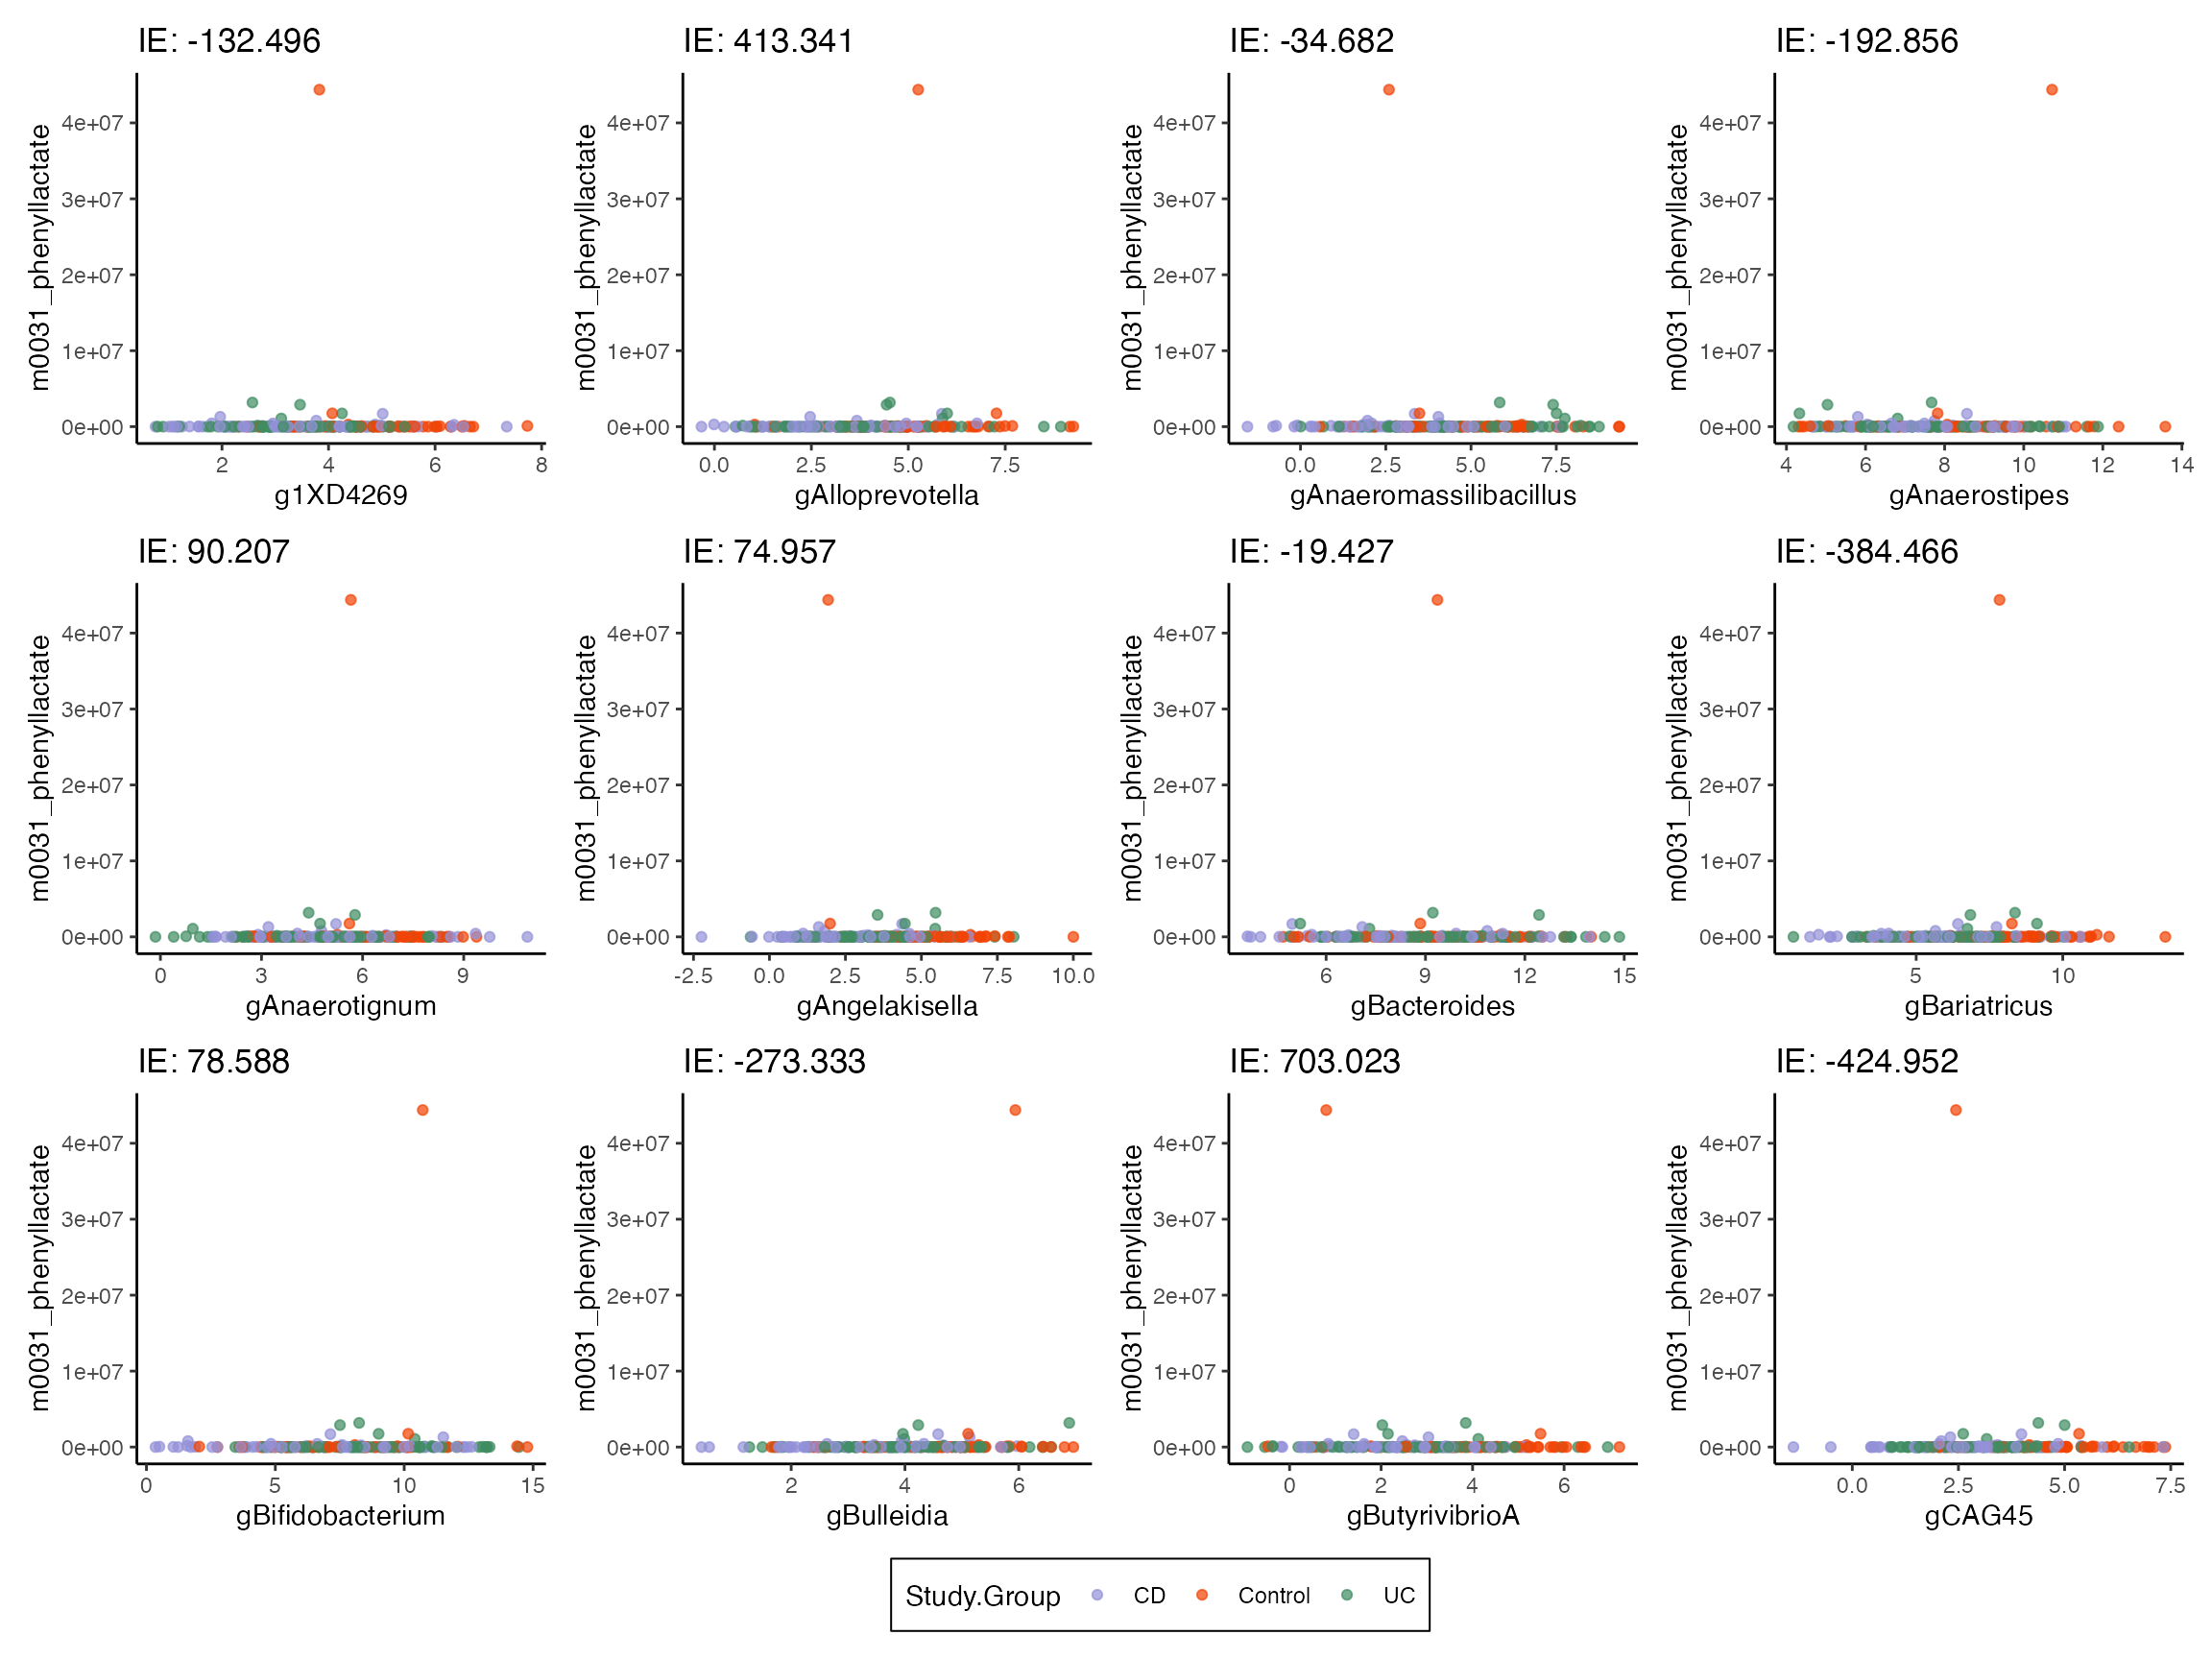 IE: -132.496
4e+07
3e+07
2e+07
1e+07
0e+00
m0031_phenyllactate
2 4 6 8
g1XD4269
IE: 413.341
4e+07
3e+07
2e+07
1e+07
0e+00
m0031_phenyllactate
0.0 2.5 5.0 7.5
gAlloprevotella
IE: -34.682
4e+07
3e+07
2e+07
1e+07
0e+00
m0031_phenyllactate
0.0 2.5 5.0 7.5
gAnaeromassilibacillus
IE: -192.856
4e+07
3e+07
2e+07
1e+07
0e+00
m0031_phenyllactate
4 6 8 10 12 14
gAnaerostipes
IE: 90.207
4e+07
3e+07
2e+07
1e+07
0e+00
m0031_phenyllactate
0 3 6 9
gAnaerotignum
IE: 74.957
4e+07
3e+07
2e+07
1e+07
0e+00
m0031_phenyllactate
-2.5 0.0 2.5 5.0 7.5 10.0
gAngelakisella
IE: -19.427
4e+07
3e+07
2e+07
1e+07
0e+00
m0031_phenyllactate
6 9 12 15
gBacteroides
IE: -384.466
4e+07
3e+07
2e+07
1e+07
0e+00
m0031_phenyllactate
5 10
gBariatricus
IE: 78.588
4e+07
3e+07
2e+07
1e+07
0e+00
m0031_phenyllactate
0 5 10 15
gBifidobacterium
IE: -273.333
4e+07
3e+07
2e+07
1e+07
0e+00
m0031_phenyllactate
2 4 6
gBulleidia
IE: 703.023
4e+07
3e+07
2e+07
1e+07
0e+00
m0031_phenyllactate
0 2 4 6
gButyrivibrioA
IE: -424.952
4e+07
3e+07
2e+07
1e+07
0e+00
m0031_phenyllactate
0.0 2.5 5.0 7.5
gCAG45
Study.Group CD Control UC